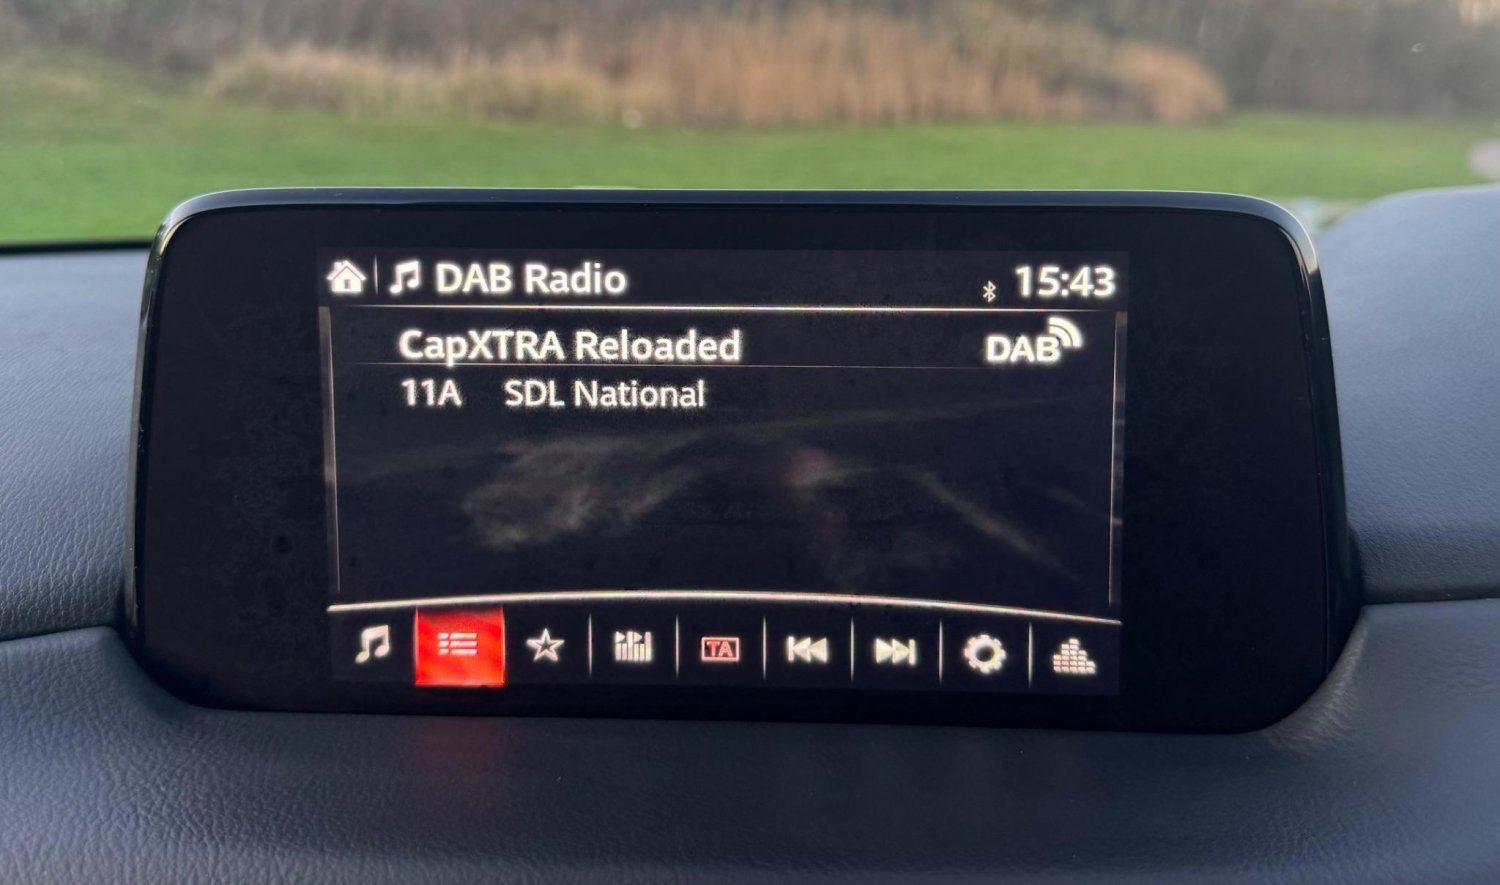 DAB Radio 15:43
CapXTRA Reloaded DAB
11A SDL National
TA